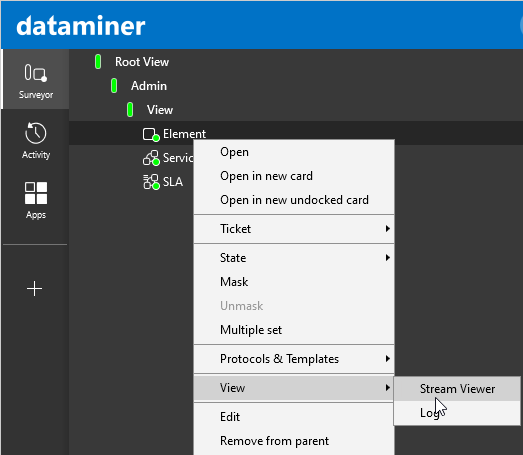 dataminer
Surveyor
Activity
Apps
Root View
Admin
View
Element
Servic
SLA
Open
Open in new card
Open in new undocked card
Ticket
State
Mask
Unmask
Multiple set
Protocols & Templates
View
Edit
Remove from parent
Stream Viewer
Log